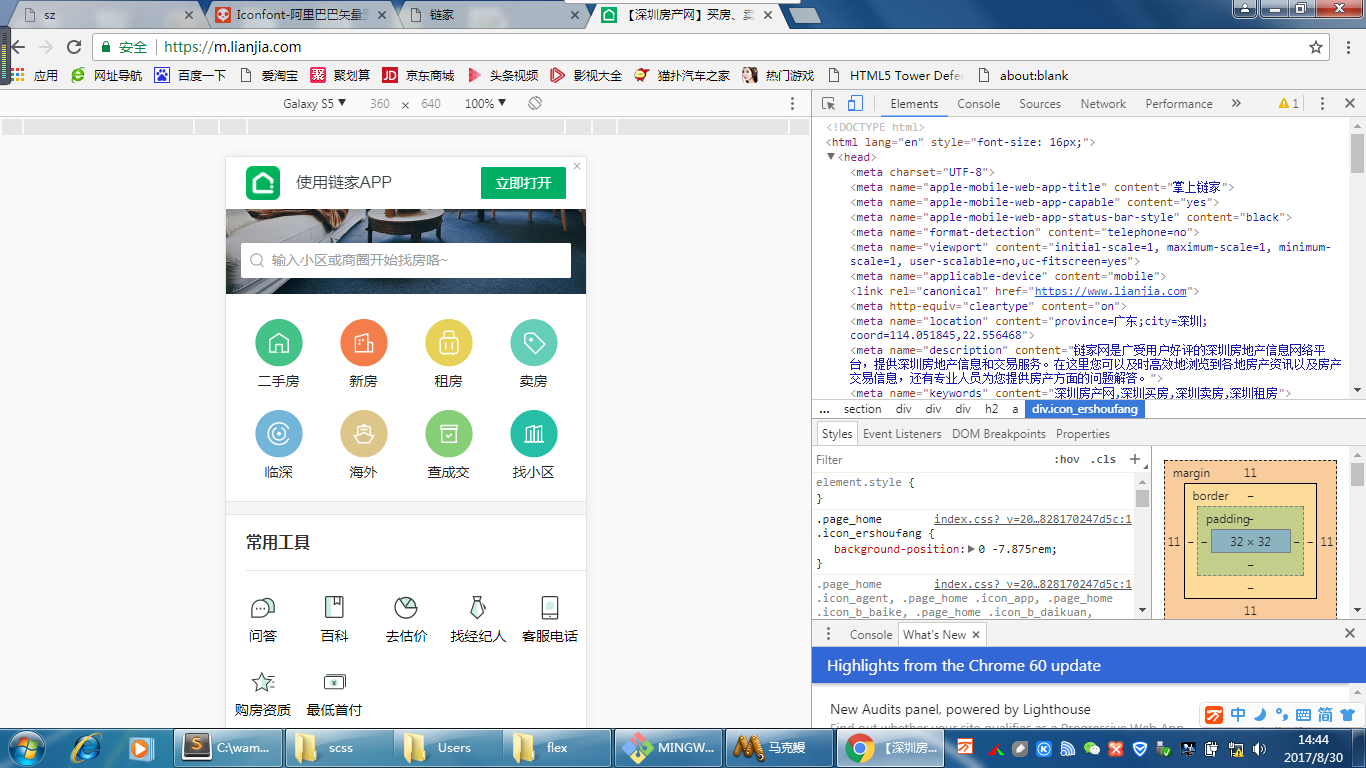 sz
Iconfont-阿里巴巴矢量
链家
【深圳房产网】买房、卖
安全 https://m.lianjia.com
应用 网址导航 百度一下 爱淘宝 聚划算 京东商城 头条视频 影视大全 猫扑汽车之家 热门游戏 HTML5 Tower Defe about:blank
Galaxy S5 ▼ 360 × 640 100% ▼
Elements Console Sources Network Performance » 1
<!DOCTYPE html>
<html lang="en" style="font-size: 16px;">
▼<head>
<meta charset="UTF-8">
<meta name="apple-mobile-web-app-title" content="掌上链家">
<meta name="apple-mobile-web-app-capable" content="yes">
<meta name="apple-mobile-web-app-status-bar-style" content="black">
<meta name="format-detection" content="telephone=no">
<meta name="viewport" content="initial-scale=1, maximum-scale=1, minimum-
scale=1, user-scalable=no,uc-fitscreen=yes">
<meta name="applicable-device" content="mobile">
<link rel="canonical" href="https://www.lianjia.com">
<meta http-equiv="cleartype" content="on">
<meta name="location" content="province=广东;city=深圳;
coord=114.051845,22.556468">
<meta name="description" content="链家网是广受用户好评的深圳房地产信息网络平
台，提供深圳房地产信息和交易服务。在这里您可以及时高效地浏览到各地房产资讯以及房产
交易信息，还有专业人员为您提供房产方面的问题解答。">
<meta name="keywords" content="深圳房产网,深圳买房,深圳卖房,深圳租房">
... section div div div h2 a div.icon_ershoufang
Styles Event Listeners DOM Breakpoints Properties
Filter :hov .cls +
element.style {
}
.page_home index.css?_v=20…828170247d5c:1
.icon_ershoufang {
background-position:▶0 -7.875rem;
}
.page_home index.css?_v=20…828170247d5c:1
.icon_agent, .page_home .icon_app, .page_home
.icon_b_baike, .page_home .icon_b_daikuan,
margin 11
border –
padding –
11 – – 32 × 32 – – 11
–
–
11
Console What's New ×
Highlights from the Chrome 60 update
New Audits panel, powered by Lighthouse
Find out whether your site qualifies as a Progressive Web App,
使用链家APP 立即打开
输入小区或商圈开始找房咯~
二手房 新房 租房 卖房
临深 海外 查成交 找小区
常用工具
问答 百科 去估价 找经纪人 客服电话
购房资质 最低首付
中 简
C:\wam... scss Users flex MINGW... 马克鳗 【深圳房...
14:44
2017/8/30